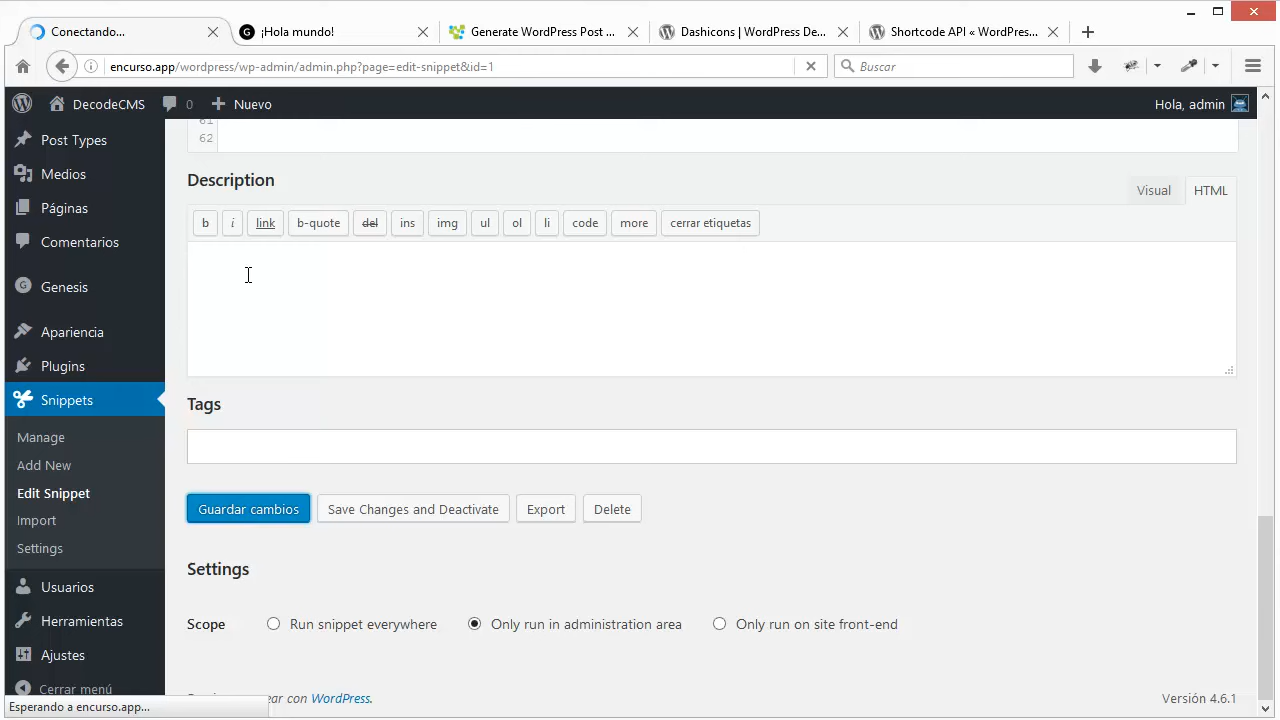 Conectando...
¡Hola mundo!
Generate WordPress Post ...
Dashicons | WordPress De...
Shortcode API « WordPress...
encurso.app/wordpress/wp-admin/admin.php?page=edit-snippet&id=1
Buscar
DecodeCMS
0
Nuevo
Hola, admin
Post Types
Medios
Páginas
Comentarios
Genesis
Apariencia
Plugins
Snippets
Manage
Add New
Edit Snippet
Import
Settings
Usuarios
Herramientas
Ajustes
Cerrar menú
61
62
Description
Visual
HTML
b
i
link
b-quote
del
ins
img
ul
ol
li
code
more
cerrar etiquetas
Tags
Guardar cambios
Save Changes and Deactivate
Export
Delete
Settings
Scope
Run snippet everywhere
Only run in administration area
Only run on site front-end
ear con WordPress.
Versión 4.6.1
Esperando a encurso.app...